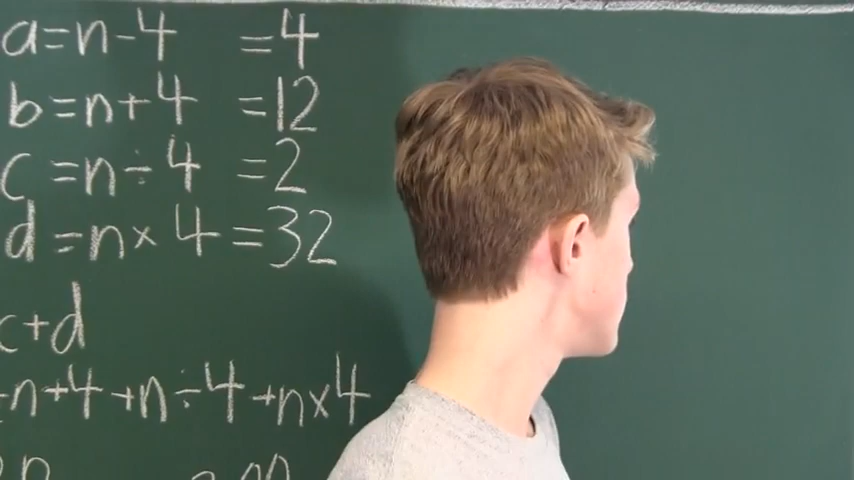 a=n-4 =4
b=n+4 =12
c=n÷4 =2
d=n×4 =32
c+d
n+4+n÷4+n×4
n